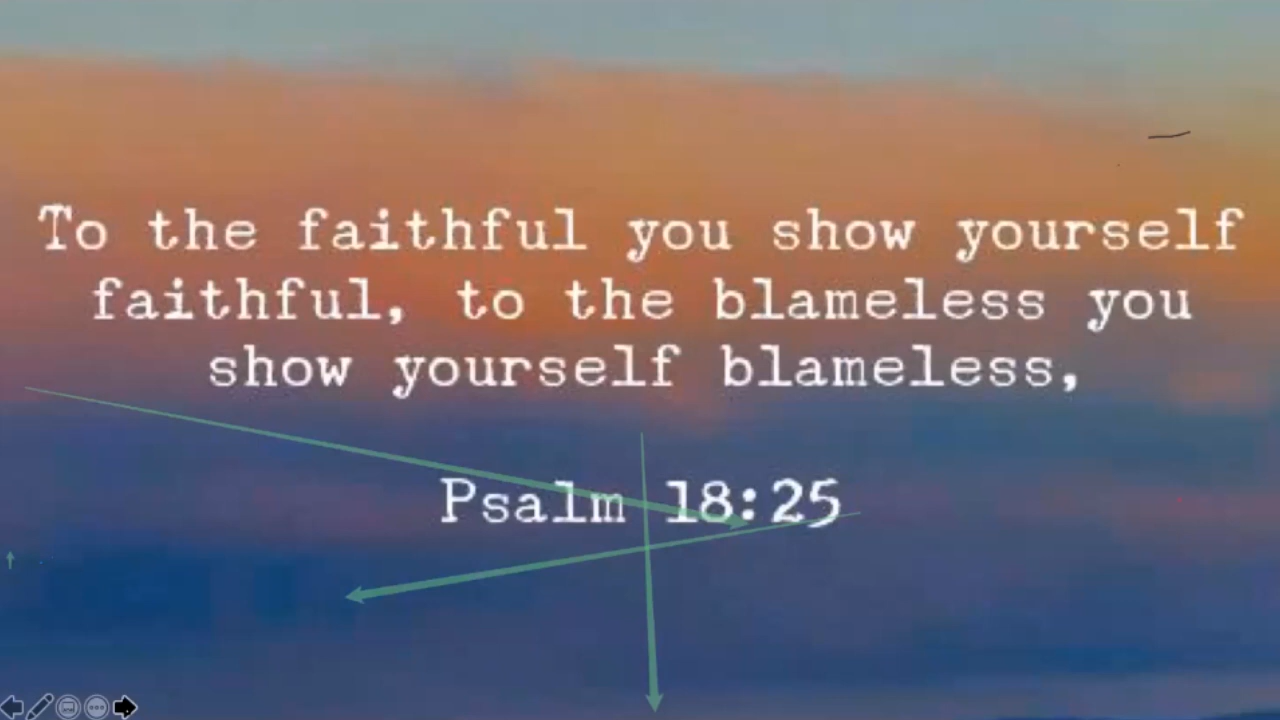 To the faithful you show yourself
faithful, to the blameless you
show yourself blameless,
Psalm 18:25